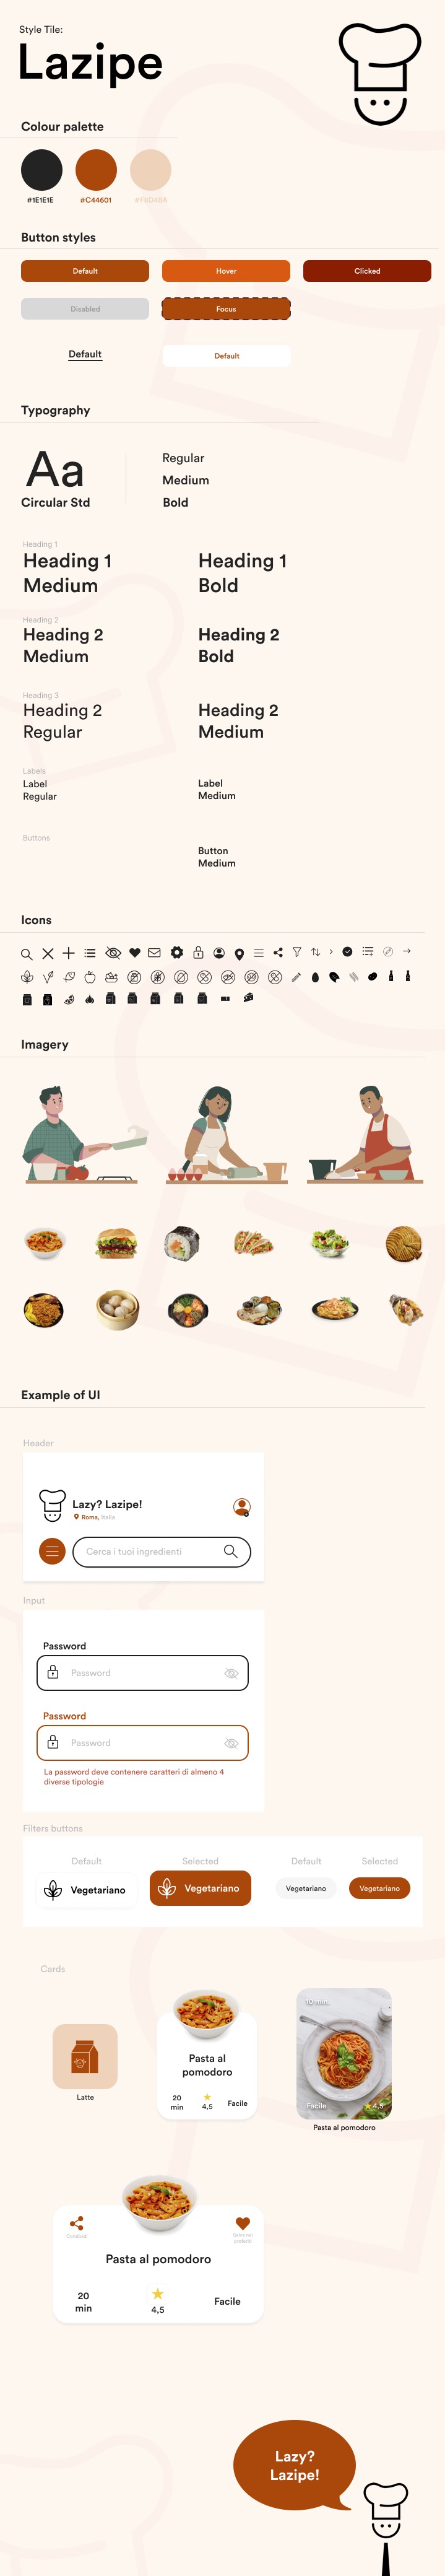 Style Tile:
Lazipe
Colour palette
#1E1E1E
#C44601
Button styles
Default
Hover
Clicked
Disabled
Focus
Default
Default
Typography
Aa
Circular Std
Regular
Medium
Bold
Heading 1
Heading 1
Medium
Heading 1
Bold
Heading 2
Heading 2
Medium
Heading 2
Bold
Heading 3
Heading 2
Regular
Heading 2
Medium
Labels
Label
Regular
Label
Medium
Buttons
Button
Medium
Icons
Imagery
Example of UI
Header
Lazy? Lazipe!
Roma, Italia
Cerca i tuoi ingredienti
Input
Password
Password
Password
Password
La password deve contenere caratteri di almeno 4
diverse tipologie
Filters buttons
Default
Selected
Default
Selected
Vegetariano
Vegetariano
Vegetariano
Vegetariano
Cards
Latte
Pasta al
pomodoro
20
min
4,5
Facile
10 min.
Facile
4,5
Pasta al pomodoro
Condividi
Salva nei
preferiti
Pasta al pomodoro
20
min
4,5
Facile
Lazy?
Lazipe!